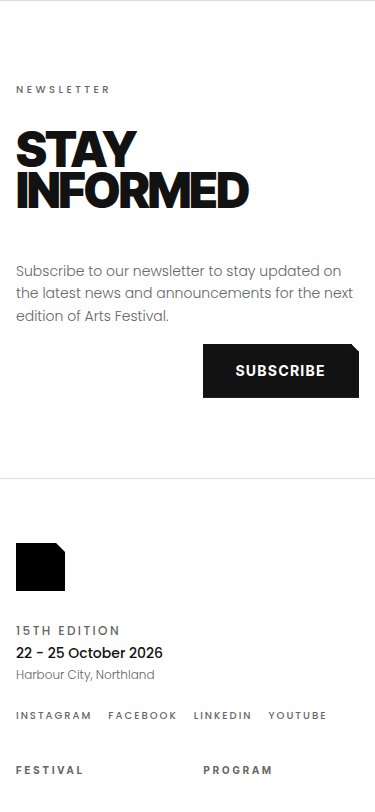 NEWSLETTER
STAY
INFORMED
Subscribe to our newsletter to stay updated on
the latest news and announcements for the next
edition of Arts Festival.
SUBSCRIBE
15TH EDITION
22 - 25 October 2026
Harbour City, Northland
INSTAGRAM FACEBOOK LINKEDIN YOUTUBE
FESTIVAL PROGRAM